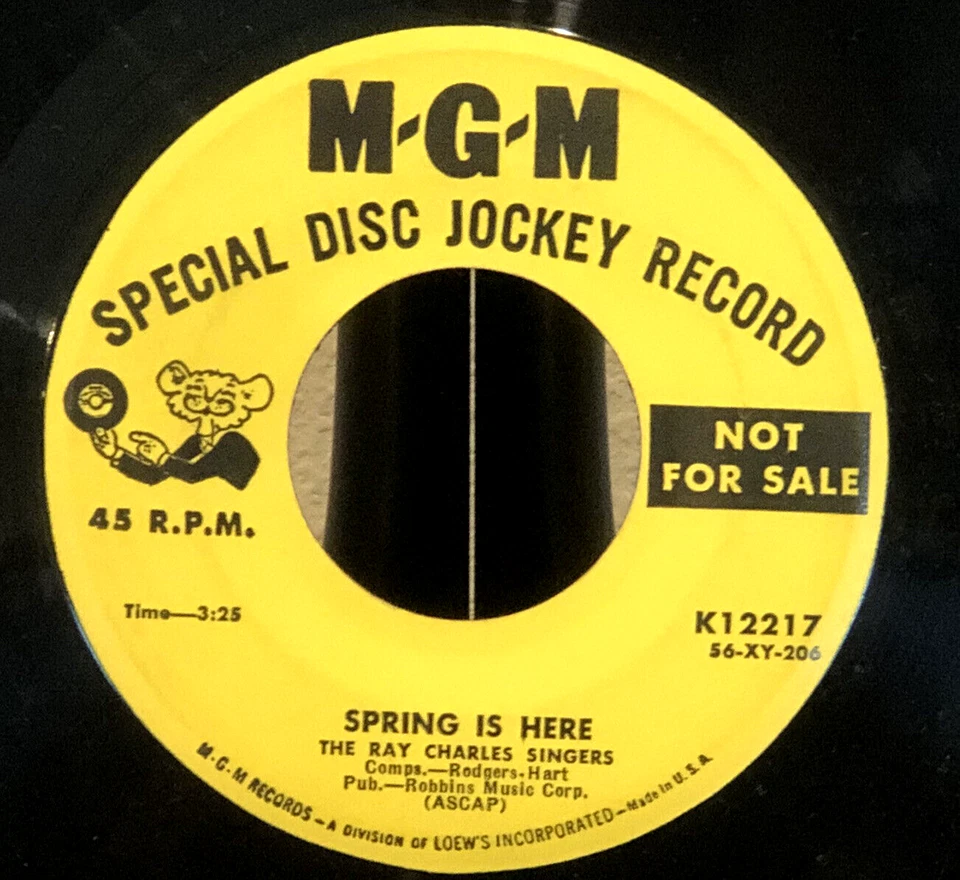 M-G-M
SPECIAL DISC JOCKEY RECORD
NOT
FOR SALE
45 R.P.M.
Time—3:25
K12217
56-XY-206
SPRING IS HERE
THE RAY CHARLES SINGERS
Comps.—Rodgers-Hart
Pub.—Robbins Music Corp.
(ASCAP)
M-G-M RECORDS — A DIVISION OF LOEW'S INCORPORATED — Made in U.S.A.